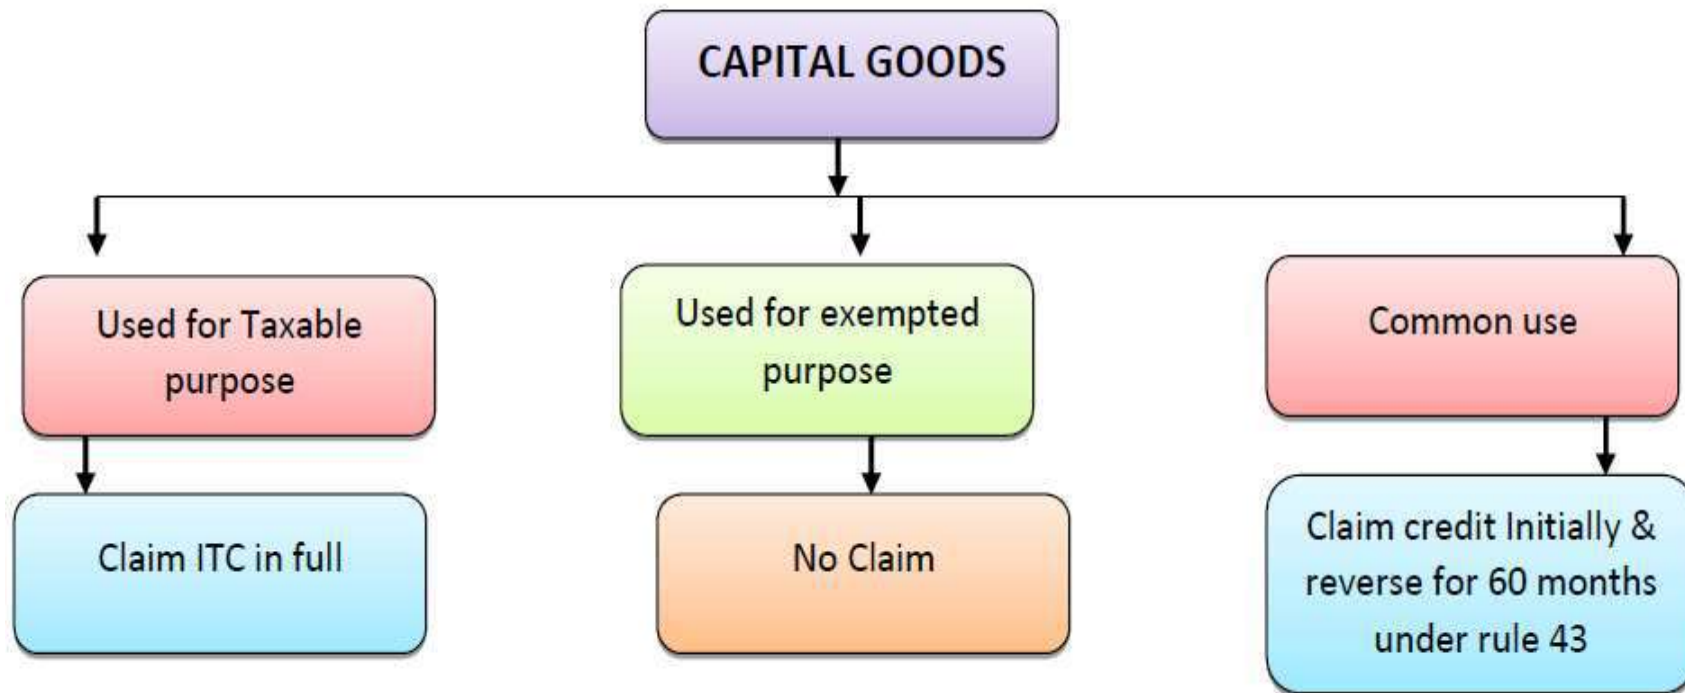 CAPITAL GOODS
Used for Taxable
purpose
Used for exempted
purpose
Common use
Claim ITC in full
No Claim
Claim credit Initially &
reverse for 60 months
under rule 43